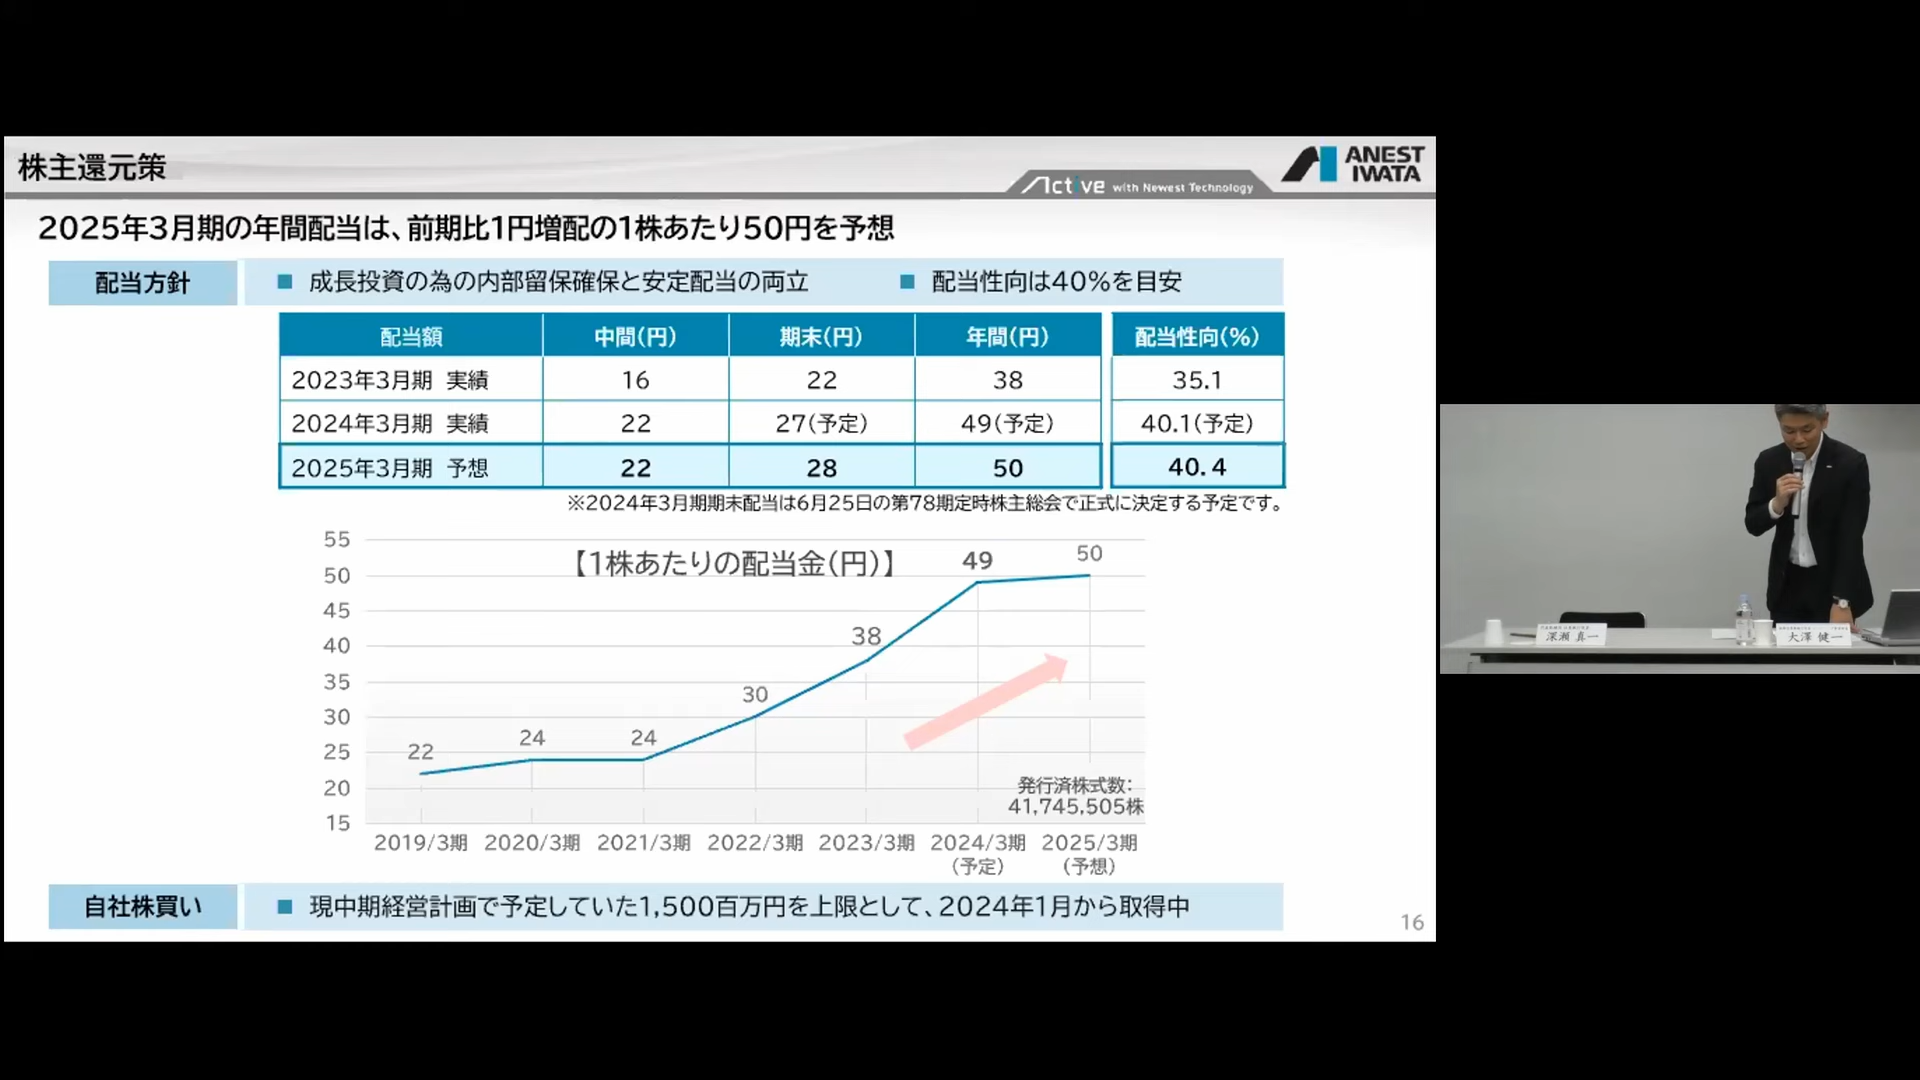 株主還元策
Active with Newest Technology
ANEST
IWATA
2025年3月期の年間配当は、前期比1円増配の1株あたり50円を予想
配当方針
■ 成長投資の為の内部留保確保と安定配当の両立 ■ 配当性向は40%を目安
配当額 中間(円) 期末(円) 年間(円) 配当性向(%)
2023年3月期 実績 16 22 38 35.1
2024年3月期 実績 22 27(予定) 49(予定) 40.1(予定)
2025年3月期 予想 22 28 50 40.4
※2024年3月期期末配当は6月25日の第78期定時株主総会で正式に決定する予定です。
【1株あたりの配当金(円)】
55
50
45
40
35
30
25
20
15
22
24
24
30
38
49
50
発行済株式数:
41,745,505株
2019/3期 2020/3期 2021/3期 2022/3期 2023/3期 2024/3期 2025/3期
(予定) (予想)
自社株買い
■ 現中期経営計画で予定していた1,500百万円を上限として、2024年1月から取得中
16
深瀬 真一
大澤 健一